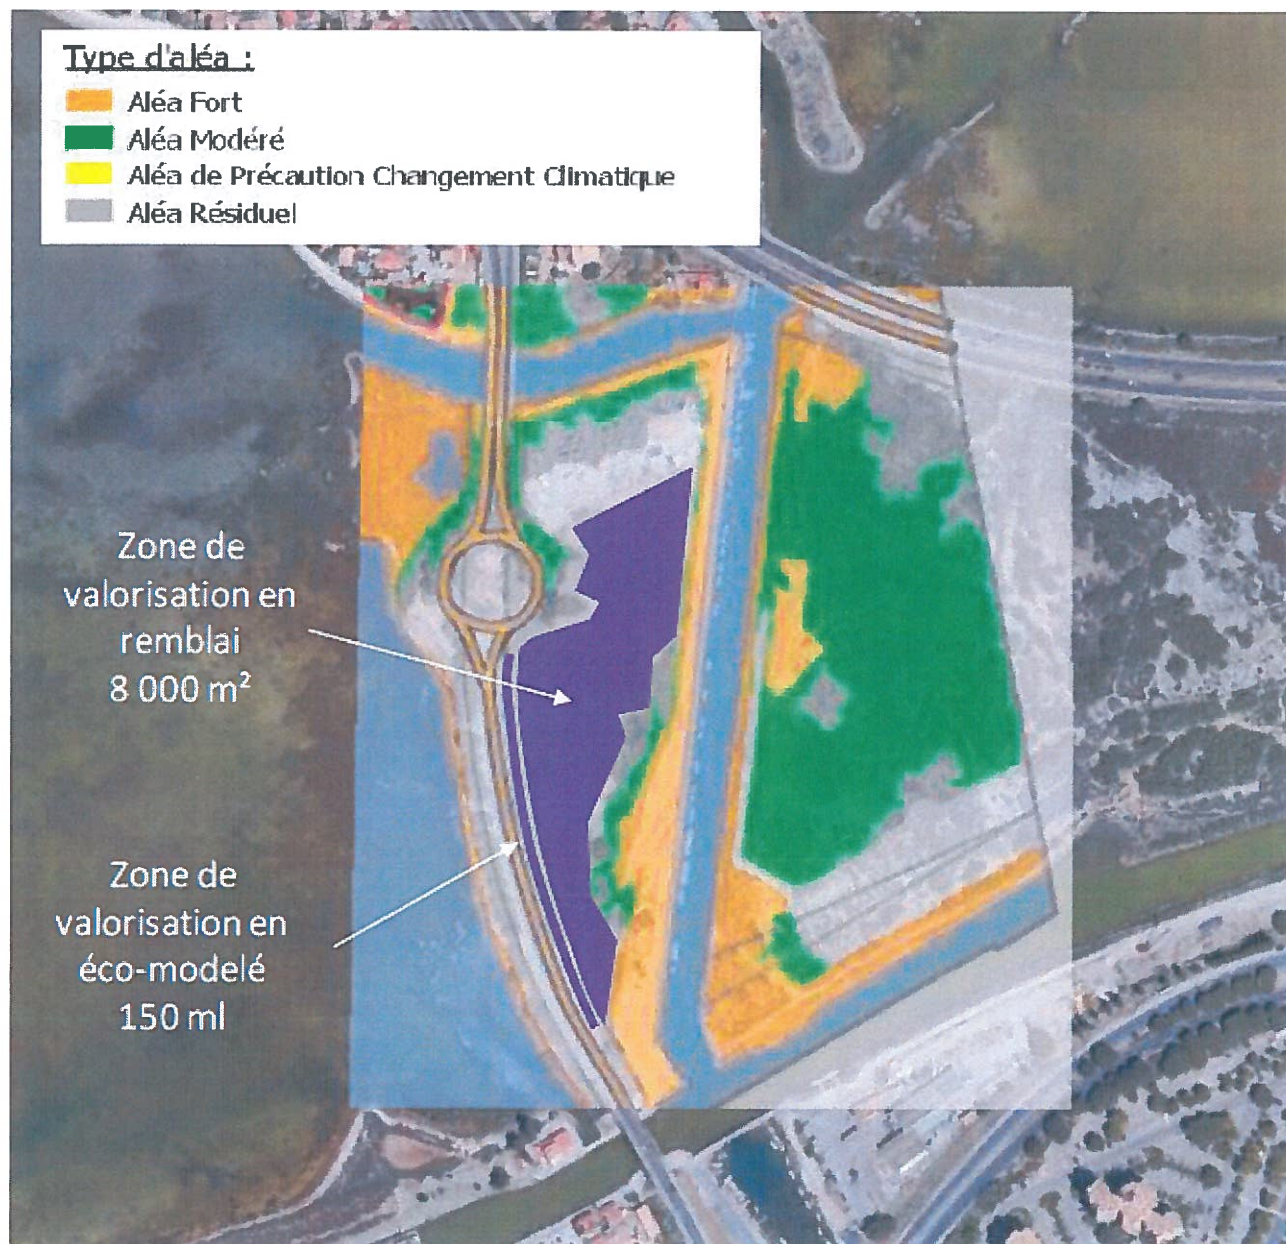 Type d'aléa :
Aléa Fort
Aléa Modéré
Aléa de Précaution Changement Climatique
Aléa Résiduel
Zone de
valorisation en
remblai
8 000 m²
Zone de
valorisation en
éco-modelé
150 ml